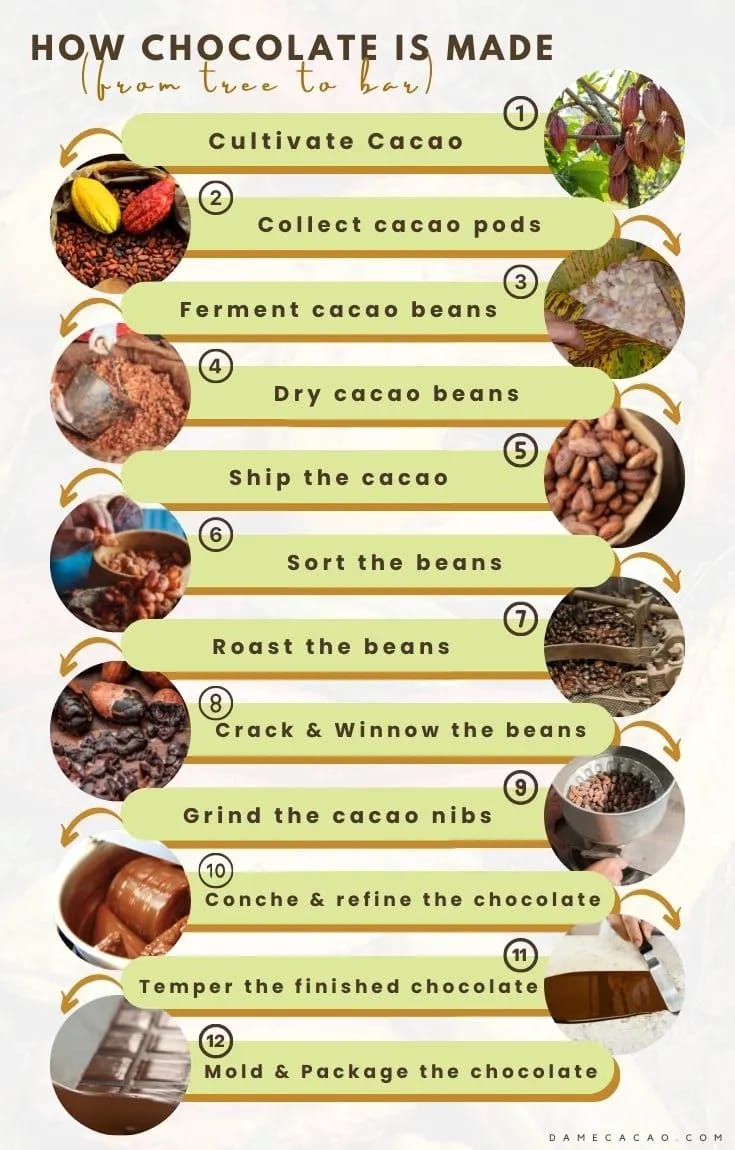 HOW CHOCOLATE IS MADE
(from tree to bar)
1
Cultivate Cacao
2
Collect cacao pods
3
Ferment cacao beans
4
Dry cacao beans
5
Ship the cacao
6
Sort the beans
7
Roast the beans
8
Crack & Winnow the beans
9
Grind the cacao nibs
10
Conche & refine the chocolate
11
Temper the finished chocolate
12
Mold & Package the chocolate
DAMECACAO.COM